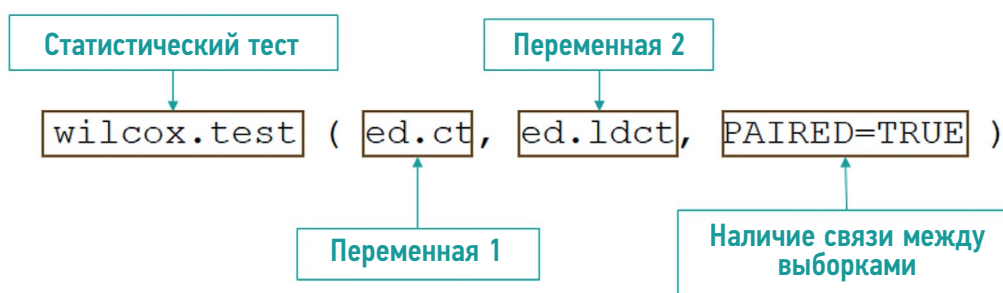 Статистический тест
Переменная 2
wilcox.test ( ed.ct, ed.ldct, PAIRED=TRUE )
Переменная 1
Наличие связи между
выборками